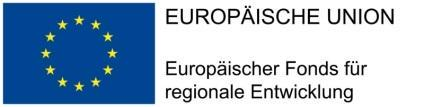 EUROPÄISCHE UNION
Europäischer Fonds für
regionale Entwicklung